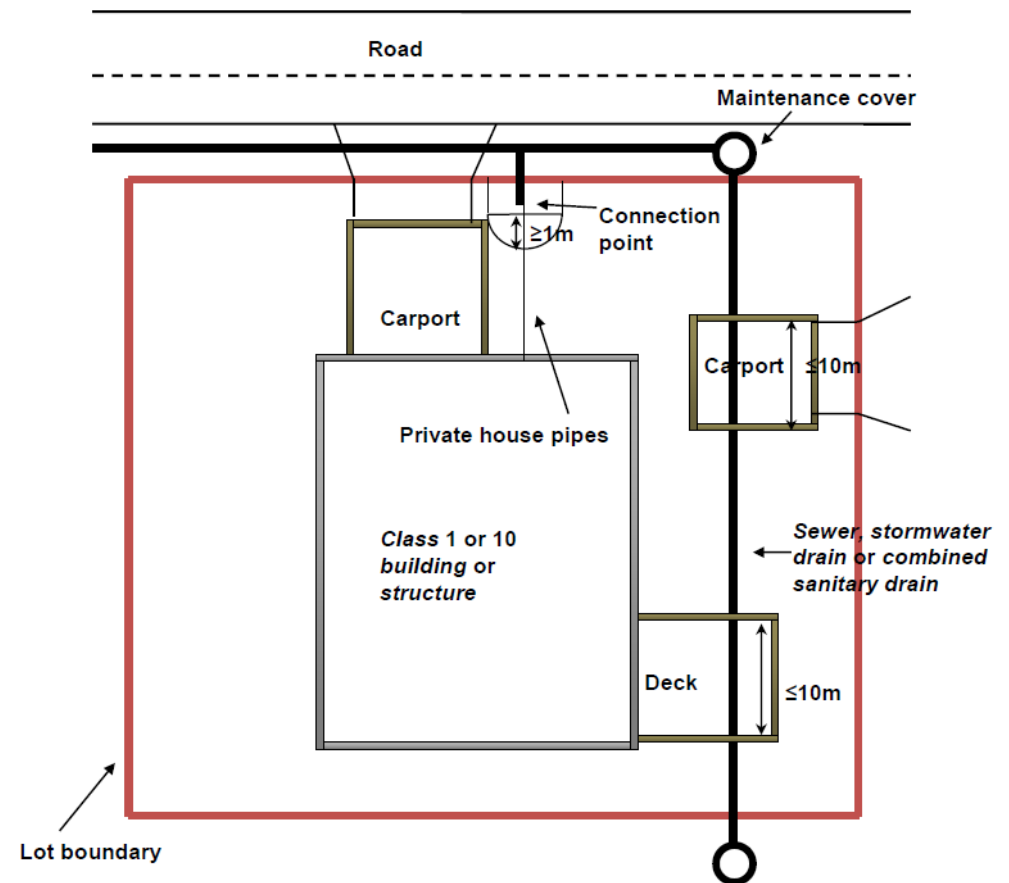 Road
Maintenance cover
Connection
point
≥1m
Carport
Carport
≤10m
Private house pipes
Class 1 or 10
building or
structure
Sewer, stormwater
drain or combined
sanitary drain
Deck
≤10m
Lot boundary